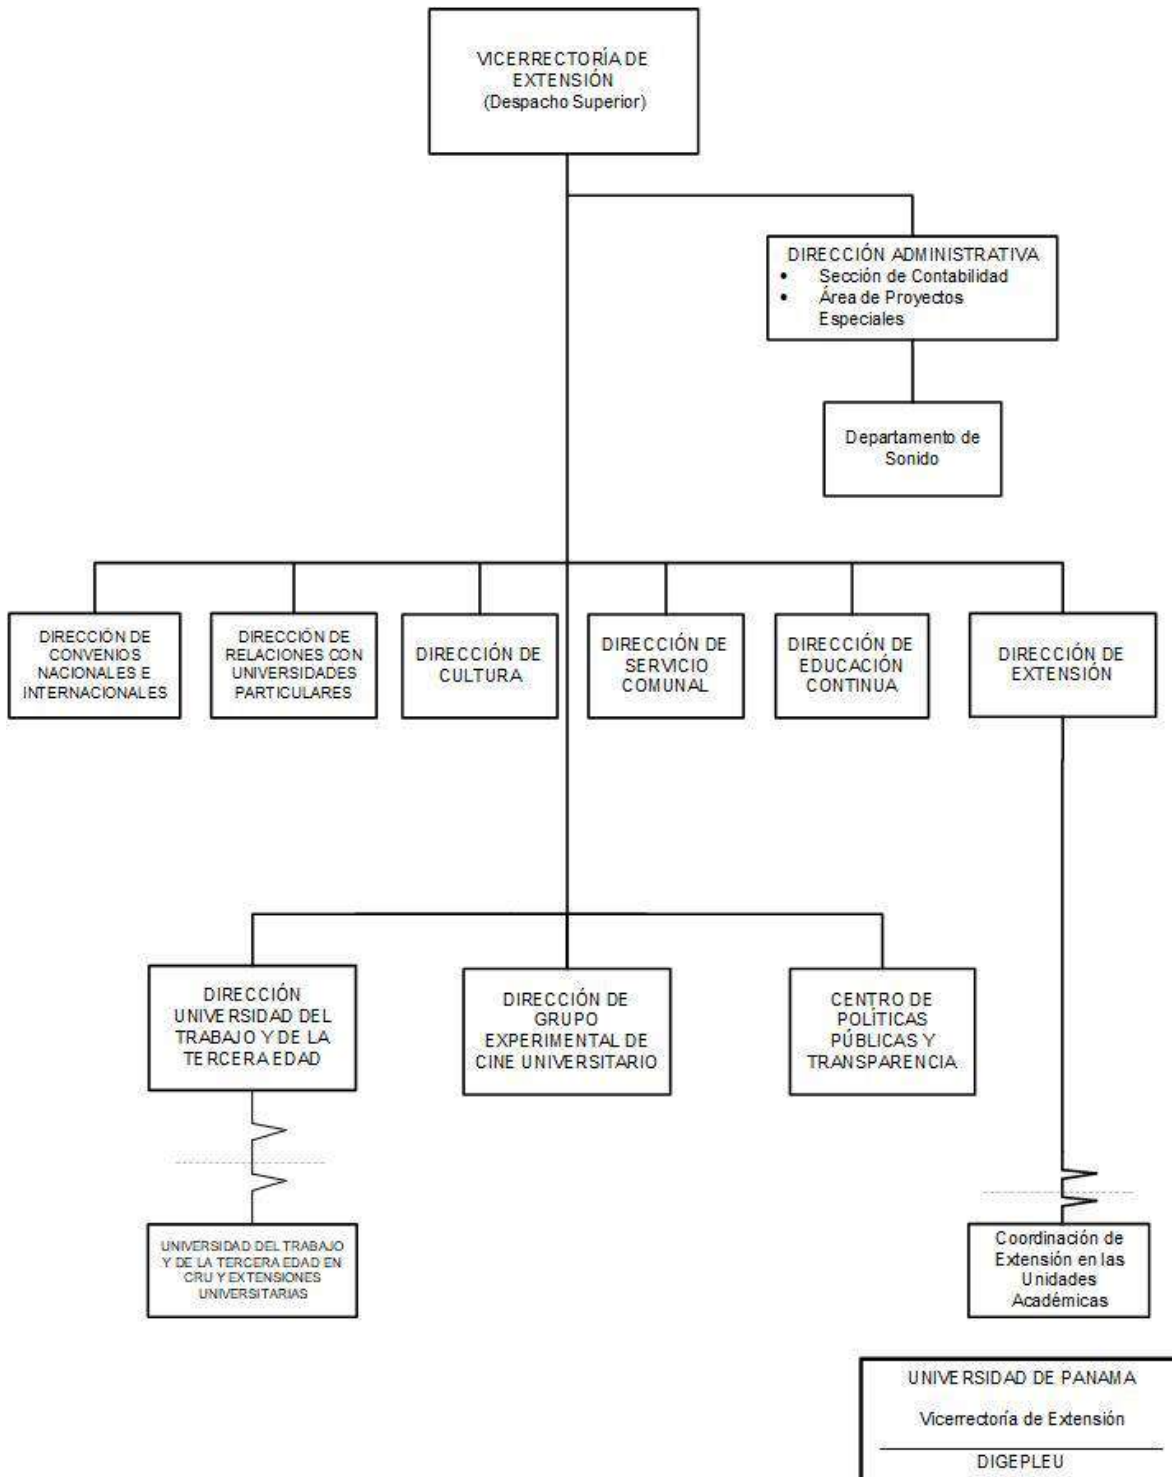 VICERRECTORÍA DE
EXTENSIÓN
(Despacho Superior)
DIRECCIÓN ADMINISTRATIVA
• Sección de Contabilidad
• Área de Proyectos
Especiales
Departamento de
Sonido
DIRECCIÓN DE
CONVENIOS
NACIONALES E
INTERNACIONALES
DIRECCIÓN DE
RELACIONES CON
UNIVERSIDADES
PARTICULARES
DIRECCIÓN DE
CULTURA
DIRECCIÓN DE
SERVICIO
COMUNAL
DIRECCIÓN DE
EDUCACIÓN
CONTINUA
DIRECCIÓN DE
EXTENSIÓN
DIRECCIÓN
UNIVERSIDAD DEL
TRABAJO Y DE LA
TERCERA EDAD
DIRECCIÓN DE
GRUPO
EXPERIMENTAL DE
CINE UNIVERSITARIO
CENTRO DE
POLÍTICAS
PÚBLICAS Y
TRANSPARENCIA
UNIVERSIDAD DEL TRABAJO
Y DE LA TERCERA EDAD EN
CRU Y EXTENSIONES
UNIVERSITARIAS
Coordinación de
Extensión en las
Unidades
Académicas
UNIVERSIDAD DE PANAMA
Vicerrectoría de Extensión
DIGEPLEU